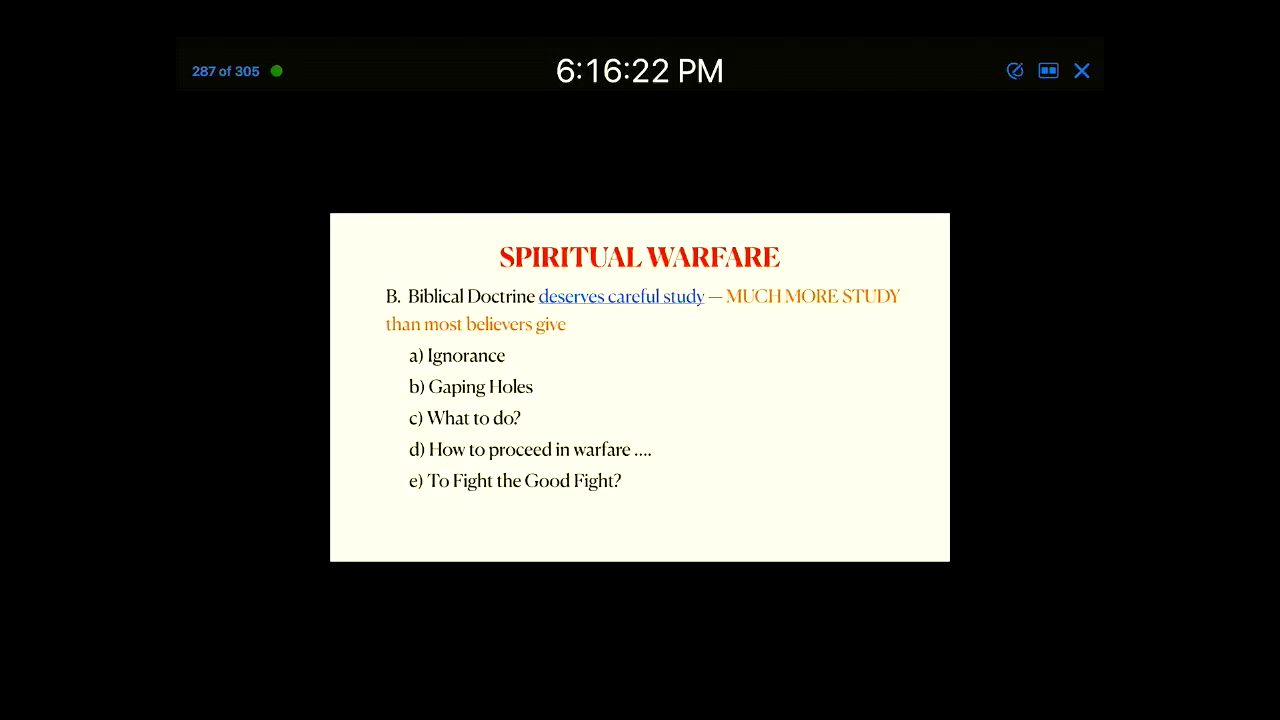 287 of 305
6:16:22 PM
SPIRITUAL WARFARE
B. Biblical Doctrine deserves careful study — MUCH MORE STUDY
than most believers give
a) Ignorance
b) Gaping Holes
c) What to do?
d) How to proceed in warfare ....
e) To Fight the Good Fight?